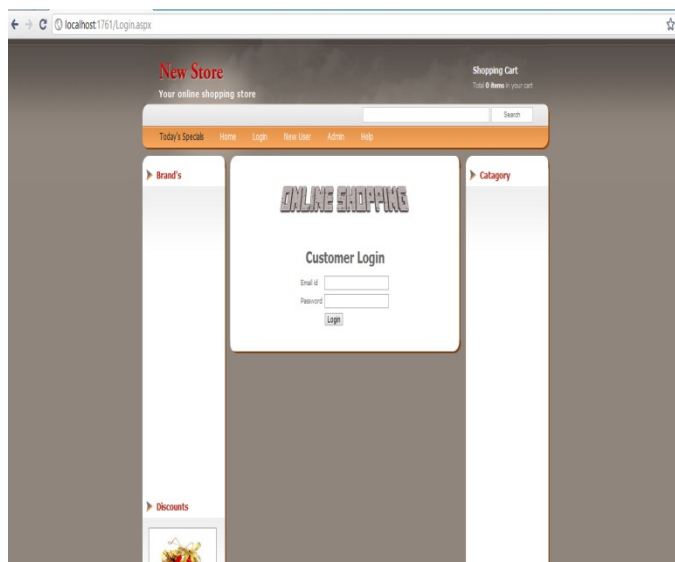 localhost:1761/Login.aspx
New Store
Your online shopping store
Shopping Cart
Total 0 items in your cart
Search
Today's Specials Home Login New User Admin Help
Brand's
ONLINE SHOPPING
Customer Login
Email id
Password
Login
Catagory
Discounts